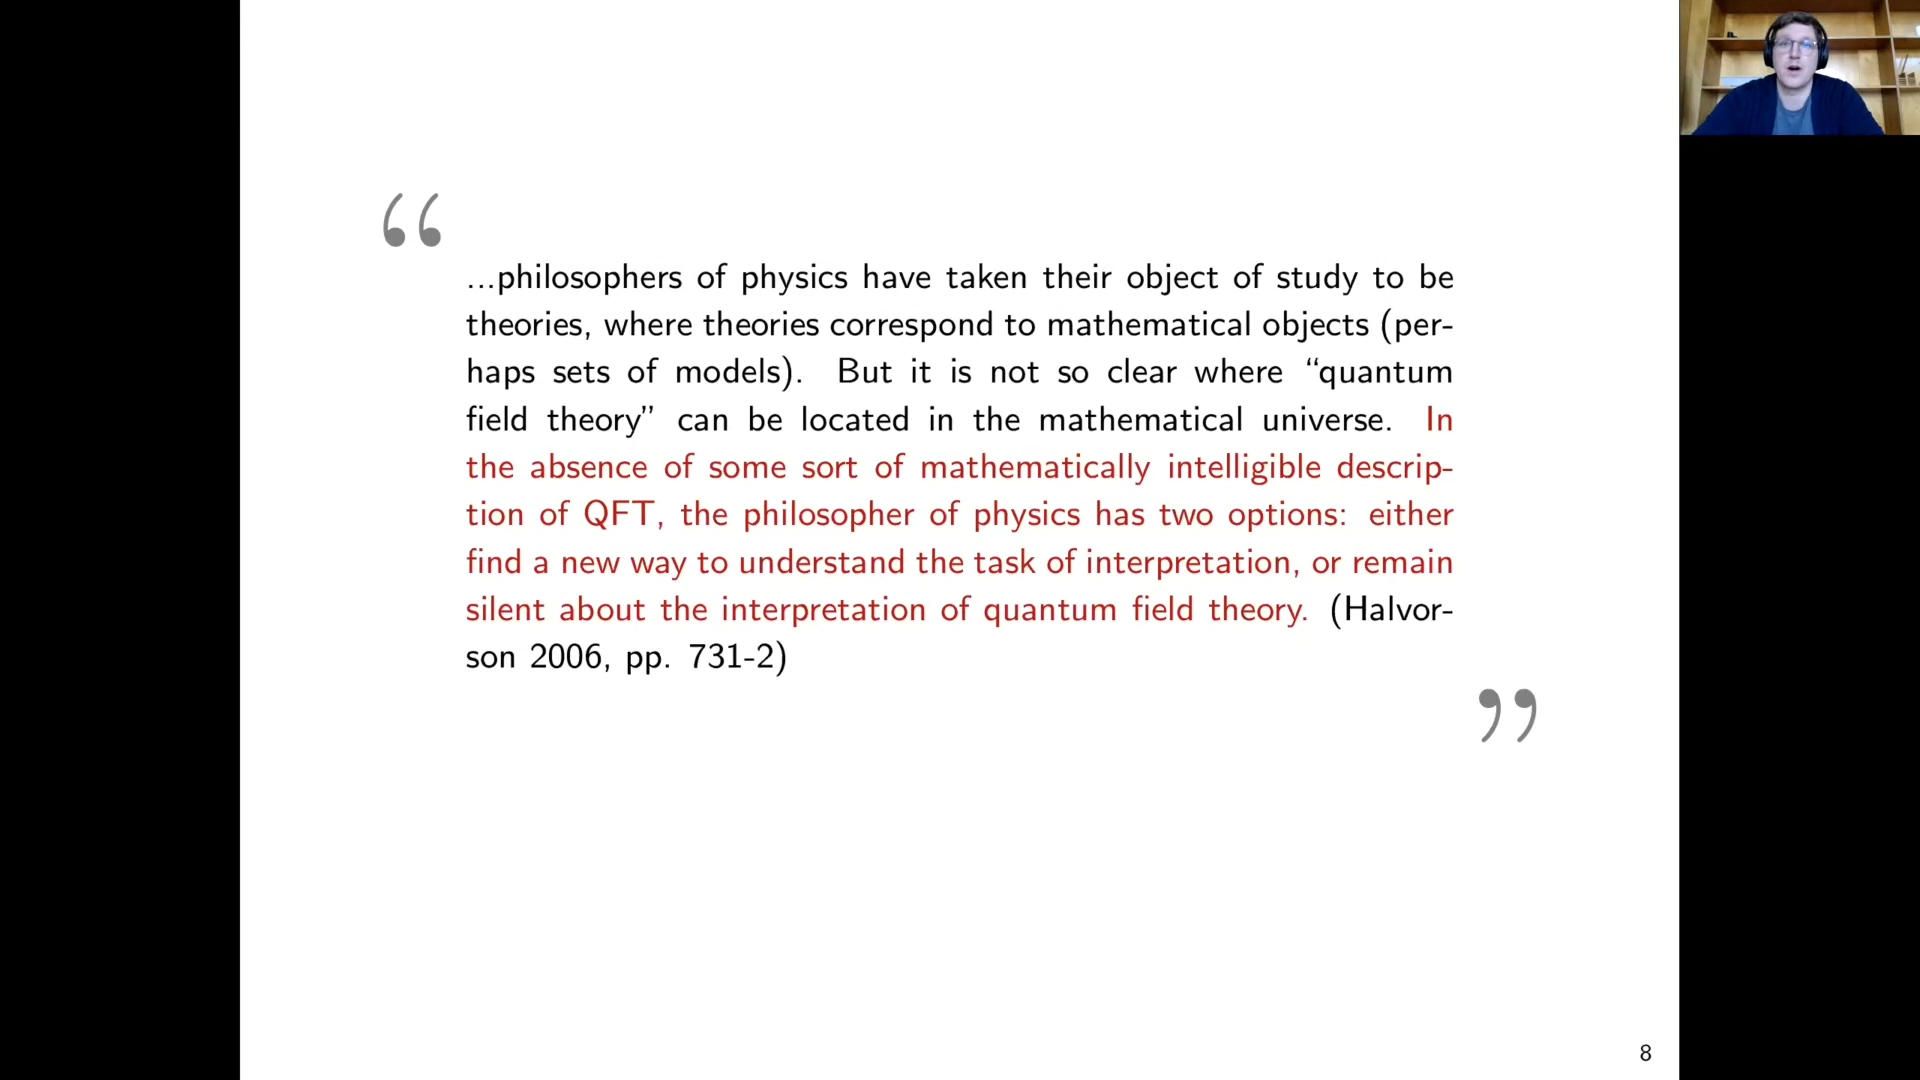 “
...philosophers of physics have taken their object of study to be
theories, where theories correspond to mathematical objects (per-
haps sets of models). But it is not so clear where “quantum
field theory” can be located in the mathematical universe. In
the absence of some sort of mathematically intelligible descrip-
tion of QFT, the philosopher of physics has two options: either
find a new way to understand the task of interpretation, or remain
silent about the interpretation of quantum field theory. (Halvor-
son 2006, pp. 731-2)
”
8